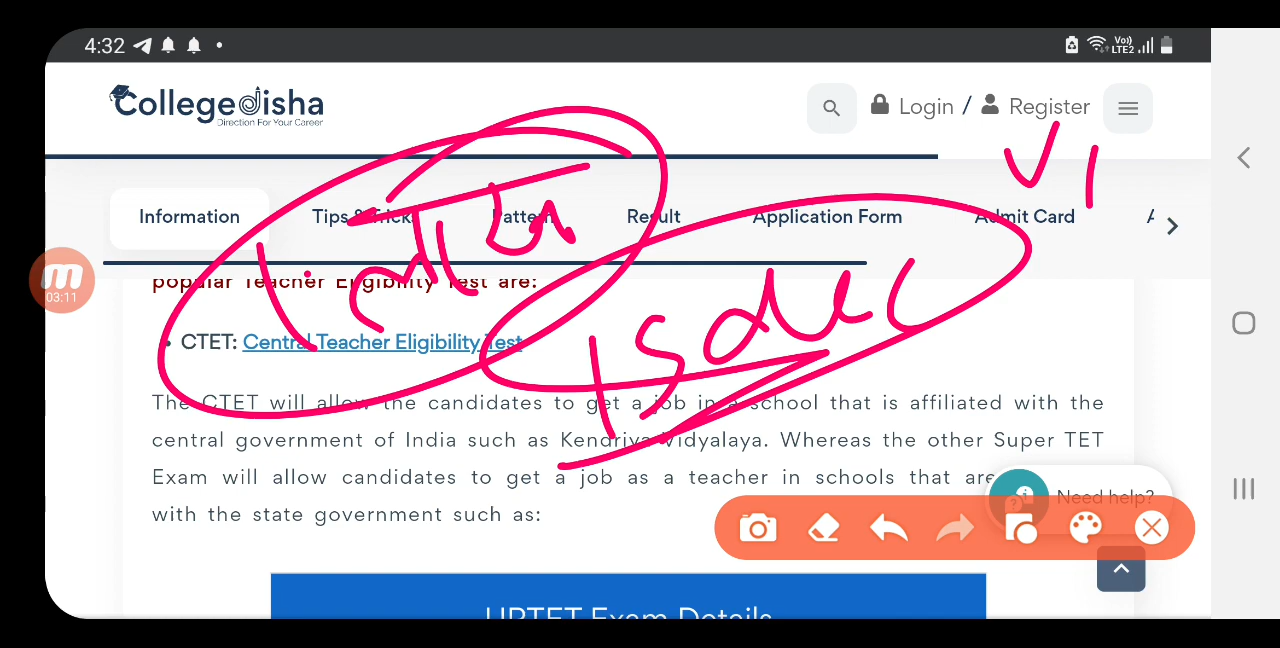 4:32
Vo))
LTE2
Collegedisha
Direction For Your Career
Login / Register
Information Tips & Tricks Pattern Result Application Form Admit Card
popular Teacher Eligibility Test are:
03:11
• CTET: Central Teacher Eligibility Test
The CTET will allow the candidates to get a job in a school that is affiliated with the
central government of India such as Kendriya Vidyalaya. Whereas the other Super TET
Exam will allow candidates to get a job as a teacher in schools that are
Need help?
with the state government such as:
UPTET Exam Details